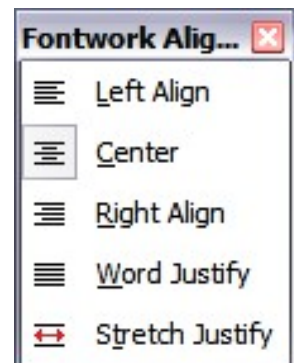 Fontwork Alig...
Left Align
Center
Right Align
Word Justify
Stretch Justify